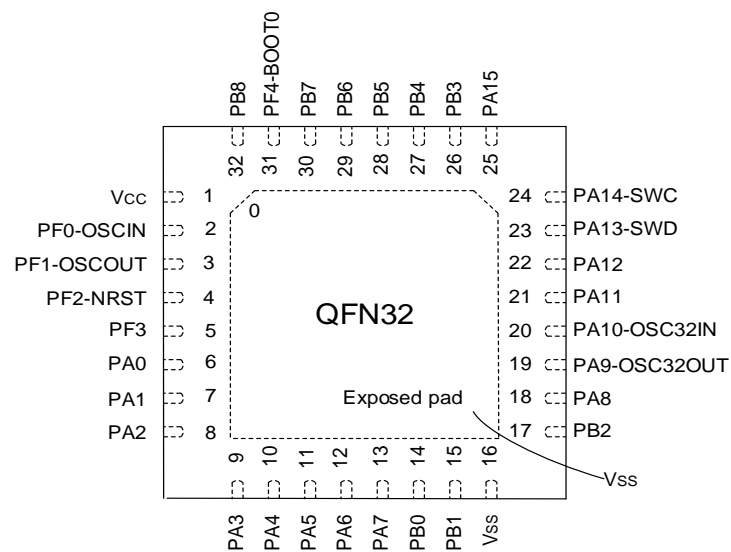 PB8 PF4-BOOT0 PB7 PB6 PB5 PB4 PB3 PA15
32 31 30 29 28 27 26 25
Vcc 1 24 PA14-SWC
0
PF0-OSCIN 2 23 PA13-SWD
PF1-OSCOUT 3 22 PA12
PF2-NRST 4 21 PA11
QFN32
PF3 5 20 PA10-OSC32IN
PA0 6 19 PA9-OSC32OUT
PA1 7 Exposed pad 18 PA8
PA2 8 17 PB2
9 10 11 12 13 14 15 16
Vss
PA3 PA4 PA5 PA6 PA7 PB0 PB1 Vss